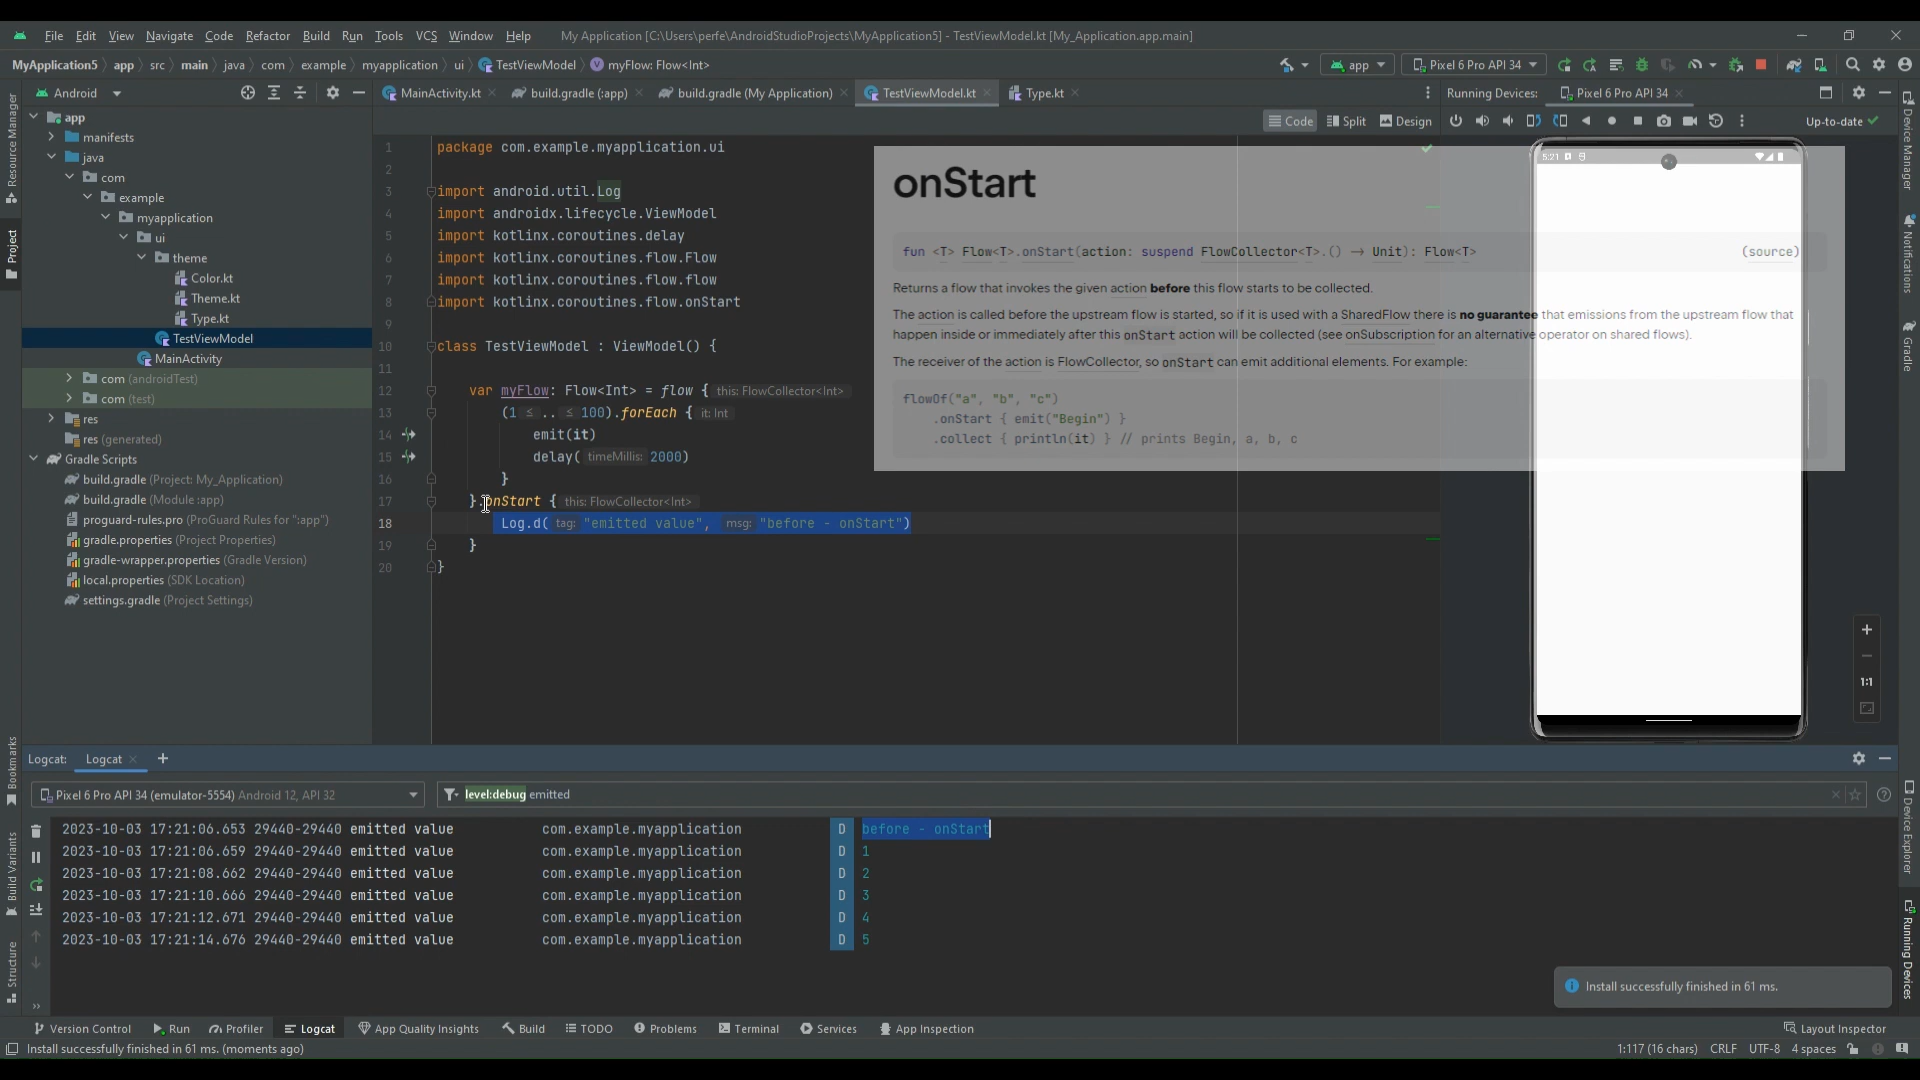 File Edit View Navigate Code Refactor Build Run Tools VCS Window Help My Application [C:\Users\perfe\AndroidStudioProjects\MyApplication5] - TestViewModel.kt [My_Application.app.main]
MyApplication5 app src main java com example myapplication ui TestViewModel myFlow: Flow<Int> app Pixel 6 Pro API 34
Android MainActivity.kt build.gradle (:app) build.gradle (My Application) TestViewModel.kt Type.kt Running Devices: Pixel 6 Pro API 34
Code Split Design Up-to-date
Resource Manager
Project
Bookmarks
Build Variants
Structure
app
manifests
java
com
example
myapplication
ui
theme
Color.kt
Theme.kt
Type.kt
TestViewModel
MainActivity
com (androidTest)
com (test)
res
res (generated)
Gradle Scripts
build.gradle (Project: My_Application)
build.gradle (Module :app)
proguard-rules.pro (ProGuard Rules for ":app")
gradle.properties (Project Properties)
gradle-wrapper.properties (Gradle Version)
local.properties (SDK Location)
settings.gradle (Project Settings)
1 package com.example.myapplication.ui
2
3 import android.util.Log
4 import androidx.lifecycle.ViewModel
5 import kotlinx.coroutines.delay
6 import kotlinx.coroutines.flow.Flow
7 import kotlinx.coroutines.flow.flow
8 import kotlinx.coroutines.flow.onStart
9
10 class TestViewModel : ViewModel() {
11
12 var myFlow: Flow<Int> = flow { this: FlowCollector<Int>
13 (1 ≤ .. ≤ 100).forEach { it: Int
14 emit(it)
15 delay( timeMillis: 2000)
16 }
17 }.onStart { this: FlowCollector<Int>
18 Log.d( tag: "emitted value", msg: "before - onStart")
19 }
20 }
onStart
fun <T> Flow<T>.onStart(action: suspend FlowCollector<T>.() → Unit): Flow<T> (source)
Returns a flow that invokes the given action before this flow starts to be collected.
The action is called before the upstream flow is started, so if it is used with a SharedFlow there is no guarantee that emissions from the upstream flow that
happen inside or immediately after this onStart action will be collected (see onSubscription for an alternative operator on shared flows).
The receiver of the action is FlowCollector, so onStart can emit additional elements. For example:
flowOf("a", "b", "c")
.onStart { emit("Begin") }
.collect { println(it) } // prints Begin, a, b, c
5:21
1:1
Device Manager
Notifications
Gradle
Device Explorer
Running Devices
Logcat: Logcat
Pixel 6 Pro API 34 (emulator-5554) Android 12, API 32 level:debug emitted
2023-10-03 17:21:06.653 29440-29440 emitted value com.example.myapplication D before - onStart
2023-10-03 17:21:06.659 29440-29440 emitted value com.example.myapplication D 1
2023-10-03 17:21:08.662 29440-29440 emitted value com.example.myapplication D 2
2023-10-03 17:21:10.666 29440-29440 emitted value com.example.myapplication D 3
2023-10-03 17:21:12.671 29440-29440 emitted value com.example.myapplication D 4
2023-10-03 17:21:14.676 29440-29440 emitted value com.example.myapplication D 5
Install successfully finished in 61 ms.
Version Control Run Profiler Logcat App Quality Insights Build TODO Problems Terminal Services App Inspection Layout Inspector
Install successfully finished in 61 ms. (moments ago) 1:117 (16 chars) CRLF UTF-8 4 spaces